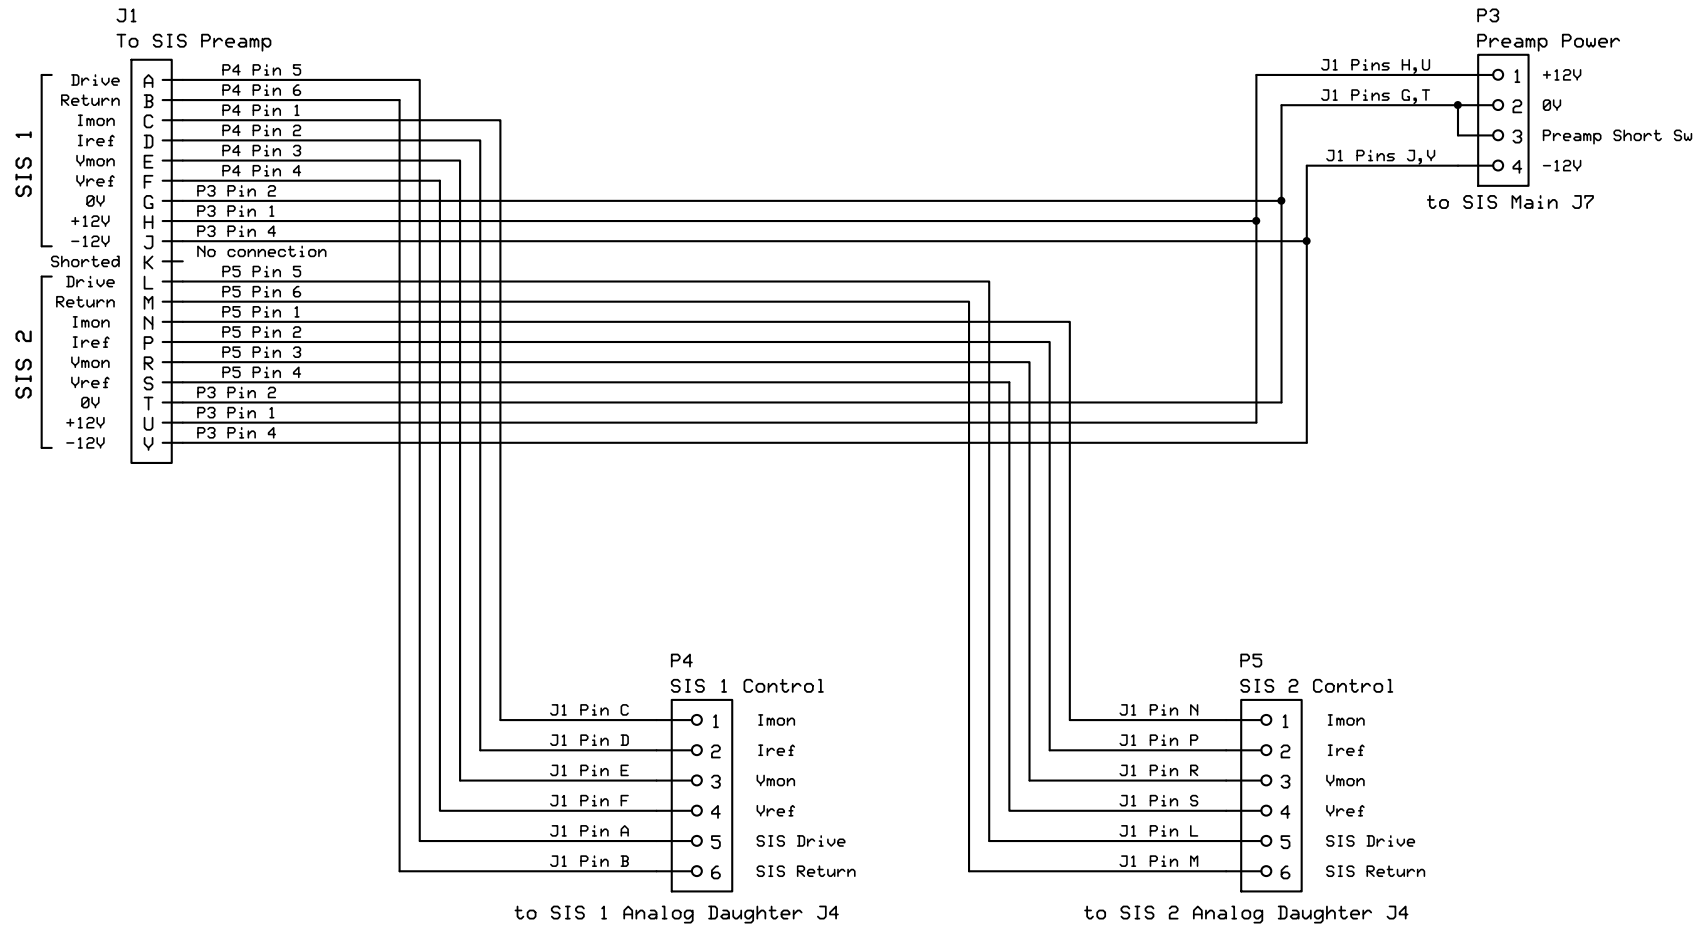 J1
To SIS Preamp
SIS 1
Drive A P4 Pin 5
Return B P4 Pin 6
Imon C P4 Pin 1
Iref D P4 Pin 2
Vmon E P4 Pin 3
Vref F P4 Pin 4
0V G P3 Pin 2
+12V H P3 Pin 1
-12V J P3 Pin 4
Shorted K No connection
SIS 2
Drive L P5 Pin 5
Return M P5 Pin 6
Imon N P5 Pin 1
Iref P P5 Pin 2
Vmon R P5 Pin 3
Vref S P5 Pin 4
0V T P3 Pin 2
+12V U P3 Pin 1
-12V V P3 Pin 4
P3
Preamp Power
J1 Pins H,U 1 +12V
J1 Pins G,T 2 0V
3 Preamp Short Sw
J1 Pins J,V 4 -12V
to SIS Main J7
P4
SIS 1 Control
J1 Pin C 1 Imon
J1 Pin D 2 Iref
J1 Pin E 3 Vmon
J1 Pin F 4 Vref
J1 Pin A 5 SIS Drive
J1 Pin B 6 SIS Return
to SIS 1 Analog Daughter J4
P5
SIS 2 Control
J1 Pin N 1 Imon
J1 Pin P 2 Iref
J1 Pin R 3 Vmon
J1 Pin S 4 Vref
J1 Pin L 5 SIS Drive
J1 Pin M 6 SIS Return
to SIS 2 Analog Daughter J4